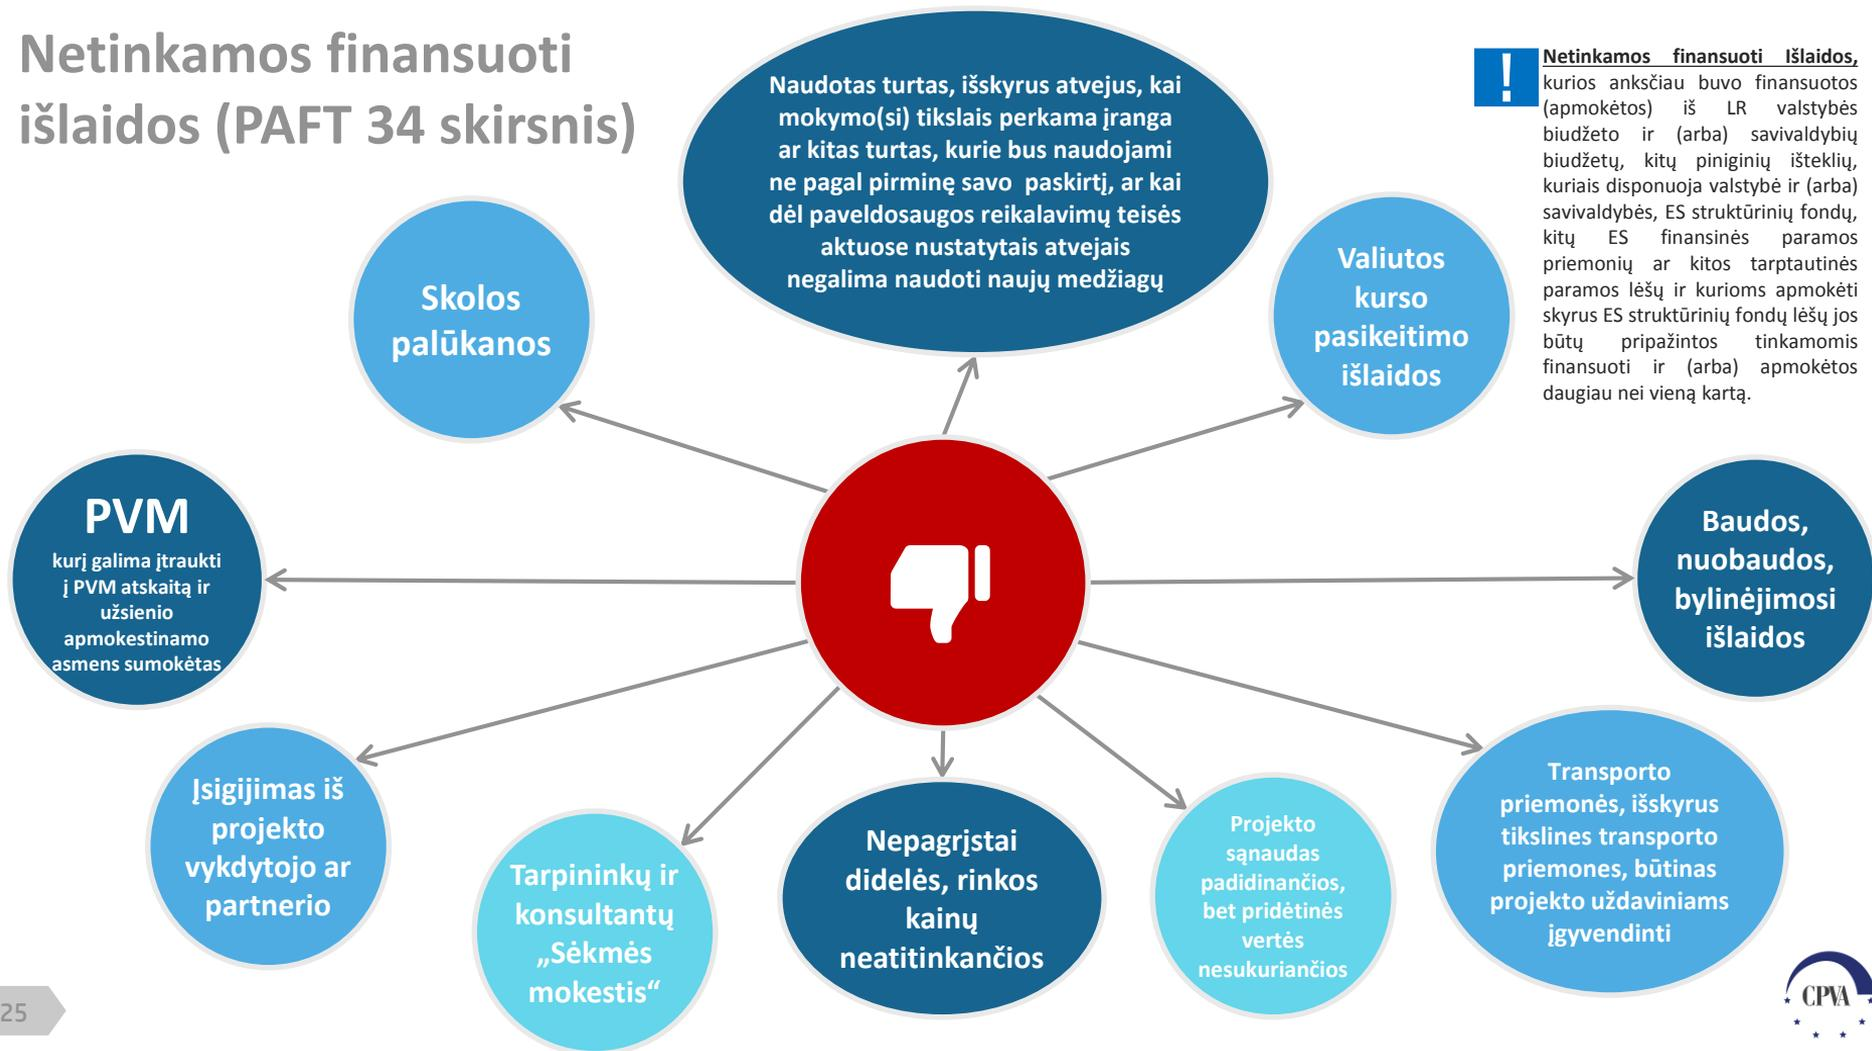 Netinkamos finansuoti
išlaidos (PAFT 34 skirsnis)
Naudotas turtas, išskyrus atvejus, kai
mokymo(si) tikslais perkama įranga
ar kitas turtas, kurie bus naudojami
ne pagal pirminę savo paskirtį, ar kai
dėl paveldosaugos reikalavimų teisės
aktuose nustatytais atvejais
negalima naudoti naujų medžiagų
!
Netinkamos finansuoti Išlaidos,
kurios anksčiau buvo finansuotos
(apmokėtos) iš LR valstybės
biudžeto ir (arba) savivaldybių
biudžetų, kitų piniginių išteklių,
kuriais disponuoja valstybė ir (arba)
savivaldybės, ES struktūrinių fondų,
kitų ES finansinės paramos
priemonių ar kitos tarptautinės
paramos lėšų ir kurioms apmokėti
skyrus ES struktūrinių fondų lėšų jos
būtų pripažintos tinkamomis
finansuoti ir (arba) apmokėtos
daugiau nei vieną kartą.
Skolos
palūkanos
Valiutos
kurso
pasikeitimo
išlaidos
PVM
kurį galima įtraukti
į PVM atskaitą ir
užsienio
apmokestinamo
asmens sumokėtas
Baudos,
nuobaudos,
bylinėjimosi
išlaidos
Įsigijimas iš
projekto
vykdytojo ar
partnerio
Tarpininkų ir
konsultantų
„Sėkmės
mokestis“
Nepagrįstai
didelės, rinkos
kainų
neatitinkančios
Projekto
sąnaudas
padidinančios,
bet pridėtinės
vertės
nesukuriančios
Transporto
priemonės, išskyrus
tikslines transporto
priemones, būtinas
projekto uždaviniams
įgyvendinti
25
CPVA